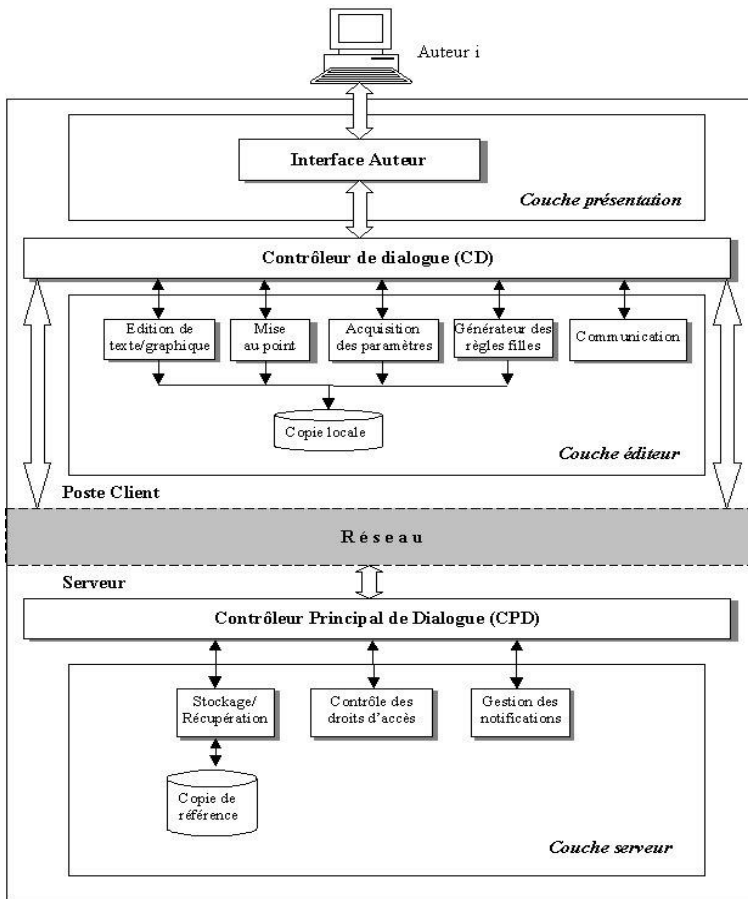 Auteur i
Interface Auteur
Couche présentation
Contrôleur de dialogue (CD)
Edition de
texte/graphique
Mise
au point
Acquisition
des paramètres
Générateur des
règles filles
Communication
Copie locale
Couche éditeur
Poste Client
Réseau
Serveur
Contrôleur Principal de Dialogue (CPD)
Stockage/
Récupération
Contrôle des
droits d'accès
Gestion des
notifications
Copie de
référence
Couche serveur